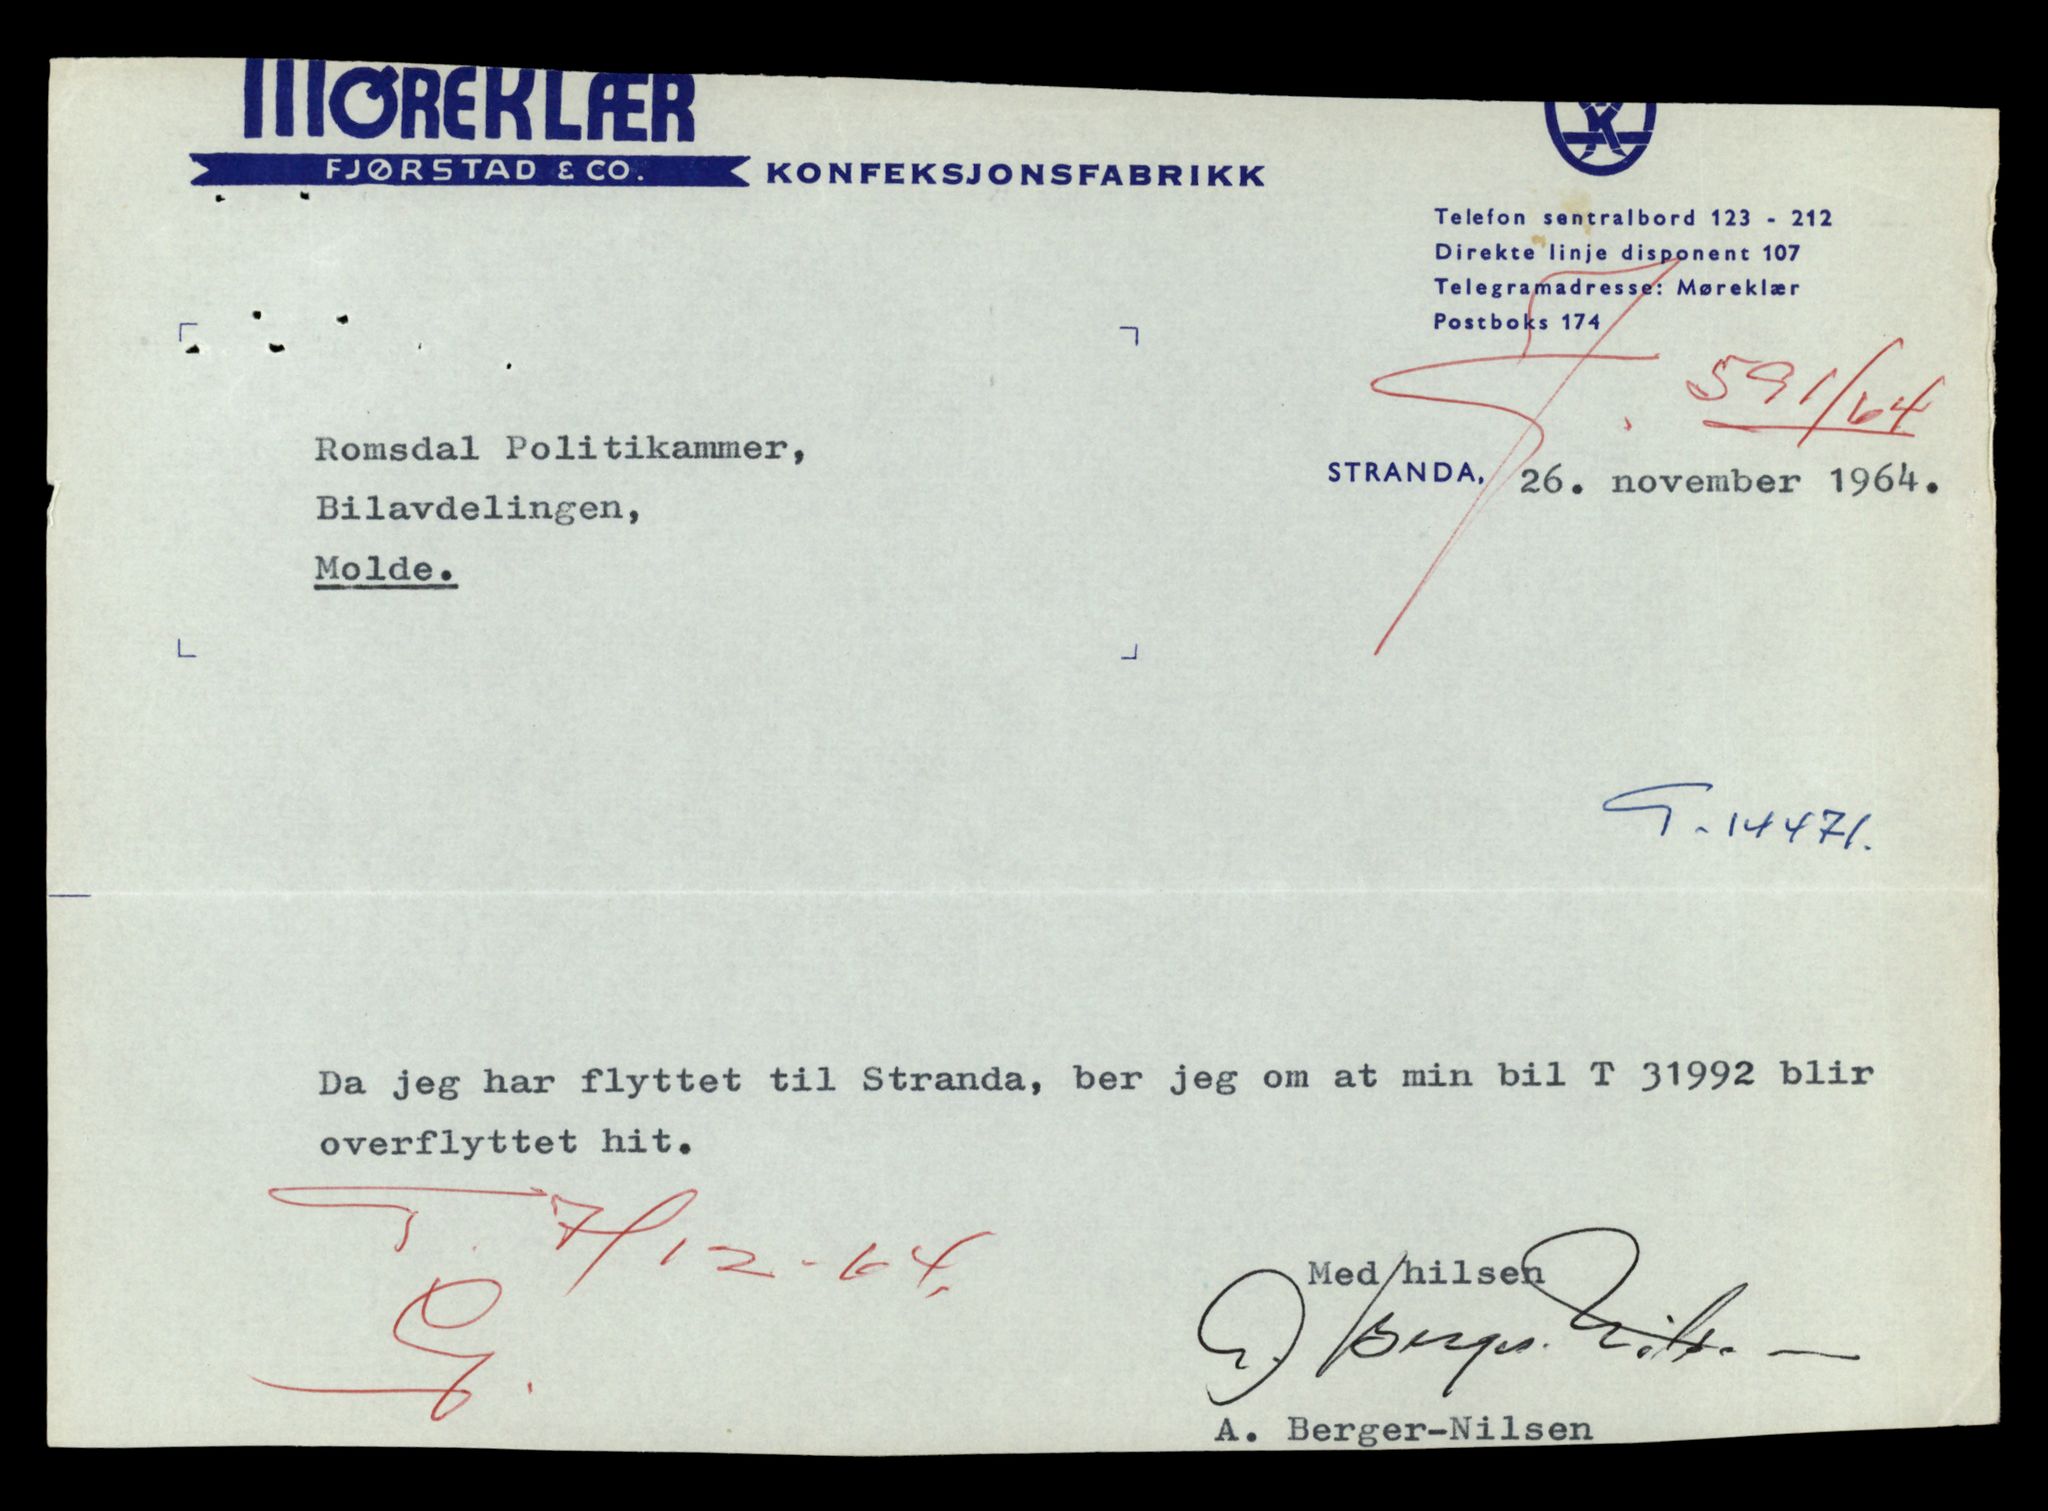 MØREKLÆR
FJØRSTAD & CO.
KONFEKSJONSFABRIKK
Telefon sentralbord 123 - 212
Direkte linje disponent 107
Telegramadresse: Møreklær
Postboks 174
591/64
Romsdal Politikammer,
Bilavdelingen,
Molde.
STRANDA, 26. november 1964.
T-14471.
Da jeg har flyttet til Stranda, ber jeg om at min bil T 31992 blir
overflyttet hit.
T. 7/12-64.
Med hilsen
A. Berger-Nilsen
A. Berger-Nilsen